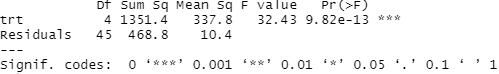 Df Sum Sq Mean Sq F value   Pr(>F)
trt          4 1351.4   337.8   32.43 9.82e-13 ***
Residuals   45  468.8    10.4
---
Signif. codes:  0 ‘***’ 0.001 ‘**’ 0.01 ‘*’ 0.05 ‘.’ 0.1 ‘ ’ 1